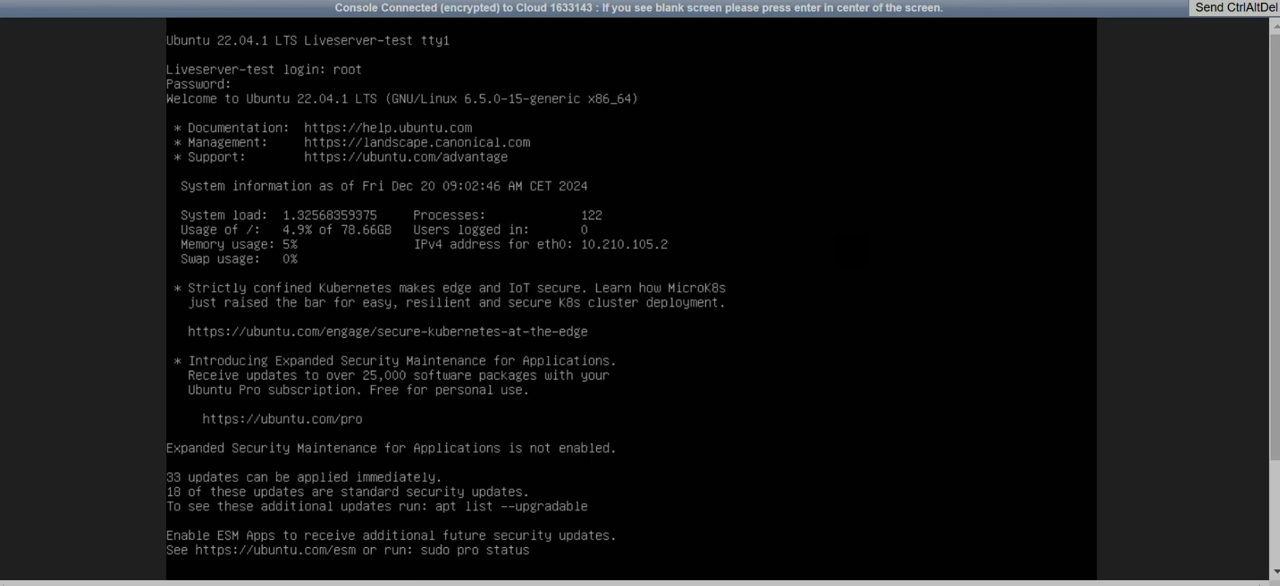 Console Connected (encrypted) to Cloud 1633143 : If you see blank screen please press enter in center of the screen.
Send CtrlAltDel
Ubuntu 22.04.1 LTS Liveserver-test tty1
Liveserver-test login: root
Password:
Welcome to Ubuntu 22.04.1 LTS (GNU/Linux 6.5.0-15-generic x86_64)
* Documentation:  https://help.ubuntu.com
* Management:     https://landscape.canonical.com
* Support:        https://ubuntu.com/advantage
System information as of Fri Dec 20 09:02:46 AM CET 2024
System load:  1.32568359375     Processes:             122
Usage of /:   4.9% of 78.66GB   Users logged in:       0
Memory usage: 5%                IPv4 address for eth0: 10.210.105.2
Swap usage:   0%
* Strictly confined Kubernetes makes edge and IoT secure. Learn how MicroK8s
just raised the bar for easy, resilient and secure K8s cluster deployment.
https://ubuntu.com/engage/secure-kubernetes-at-the-edge
* Introducing Expanded Security Maintenance for Applications.
Receive updates to over 25,000 software packages with your
Ubuntu Pro subscription. Free for personal use.
https://ubuntu.com/pro
Expanded Security Maintenance for Applications is not enabled.
33 updates can be applied immediately.
18 of these updates are standard security updates.
To see these additional updates run: apt list --upgradable
Enable ESM Apps to receive additional future security updates.
See https://ubuntu.com/esm or run: sudo pro status